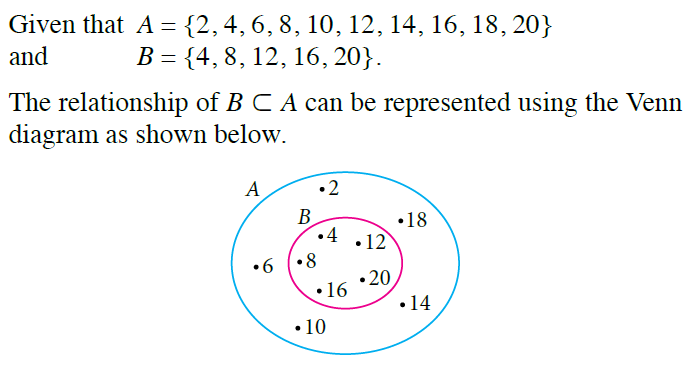 Given that A = {2, 4, 6, 8, 10, 12, 14, 16, 18, 20}
and B = {4, 8, 12, 16, 20}.
The relationship of B ⊂ A can be represented using the Venn
diagram as shown below.
A
•2
B
•18
•4
•12
•6
•8
•20
•16
•14
•10